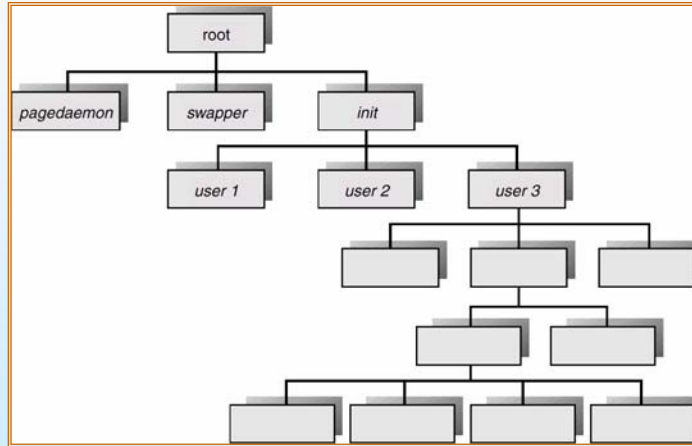 root
pagedaemon
swapper
init
user 1
user 2
user 3